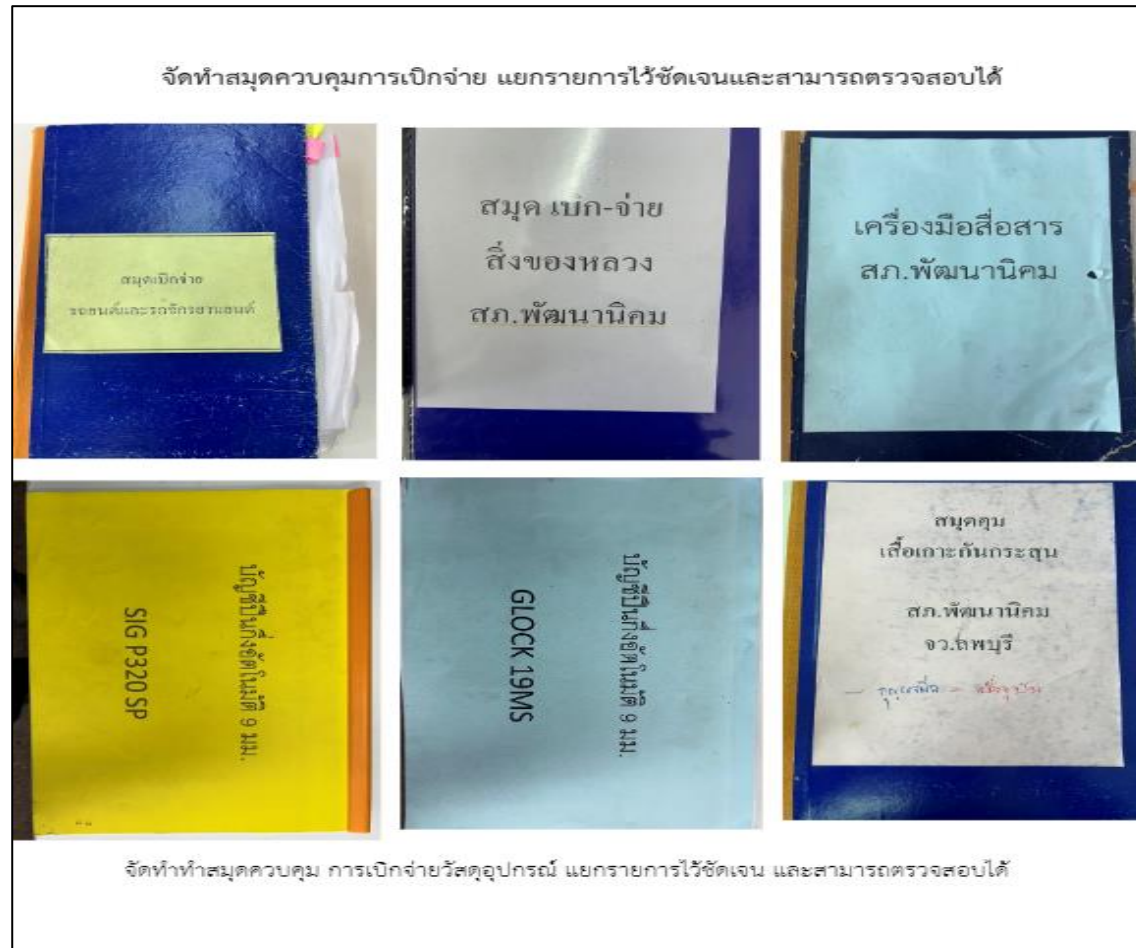 จัดทำสมุดควบคุมการเบิกจ่าย แยกรายการไว้ชัดเจนและสามารถตรวจสอบได้
สมุดเบิกจ่าย
รถยนต์และรถจักรยานยนต์
สมุด เบิก-จ่าย
สิ่งของหลวง
สภ.พัฒนานิคม
เครื่องมือสื่อสาร
สภ.พัฒนานิคม
บัญชีปืนกึ่งอัตโนมัติ 9 มม.
SIG P320 SP
บัญชีปืนกึ่งอัตโนมัติ 9 มม.
GLOCK 19MS
สมุดคุม
เสื้อเกาะกันกระสุน
สภ.พัฒนานิคม
จว.ลพบุรี
จัดทำทำสมุดควบคุม การเบิกจ่ายวัสดุอุปกรณ์ แยกรายการไว้ชัดเจน และสามารถตรวจสอบได้